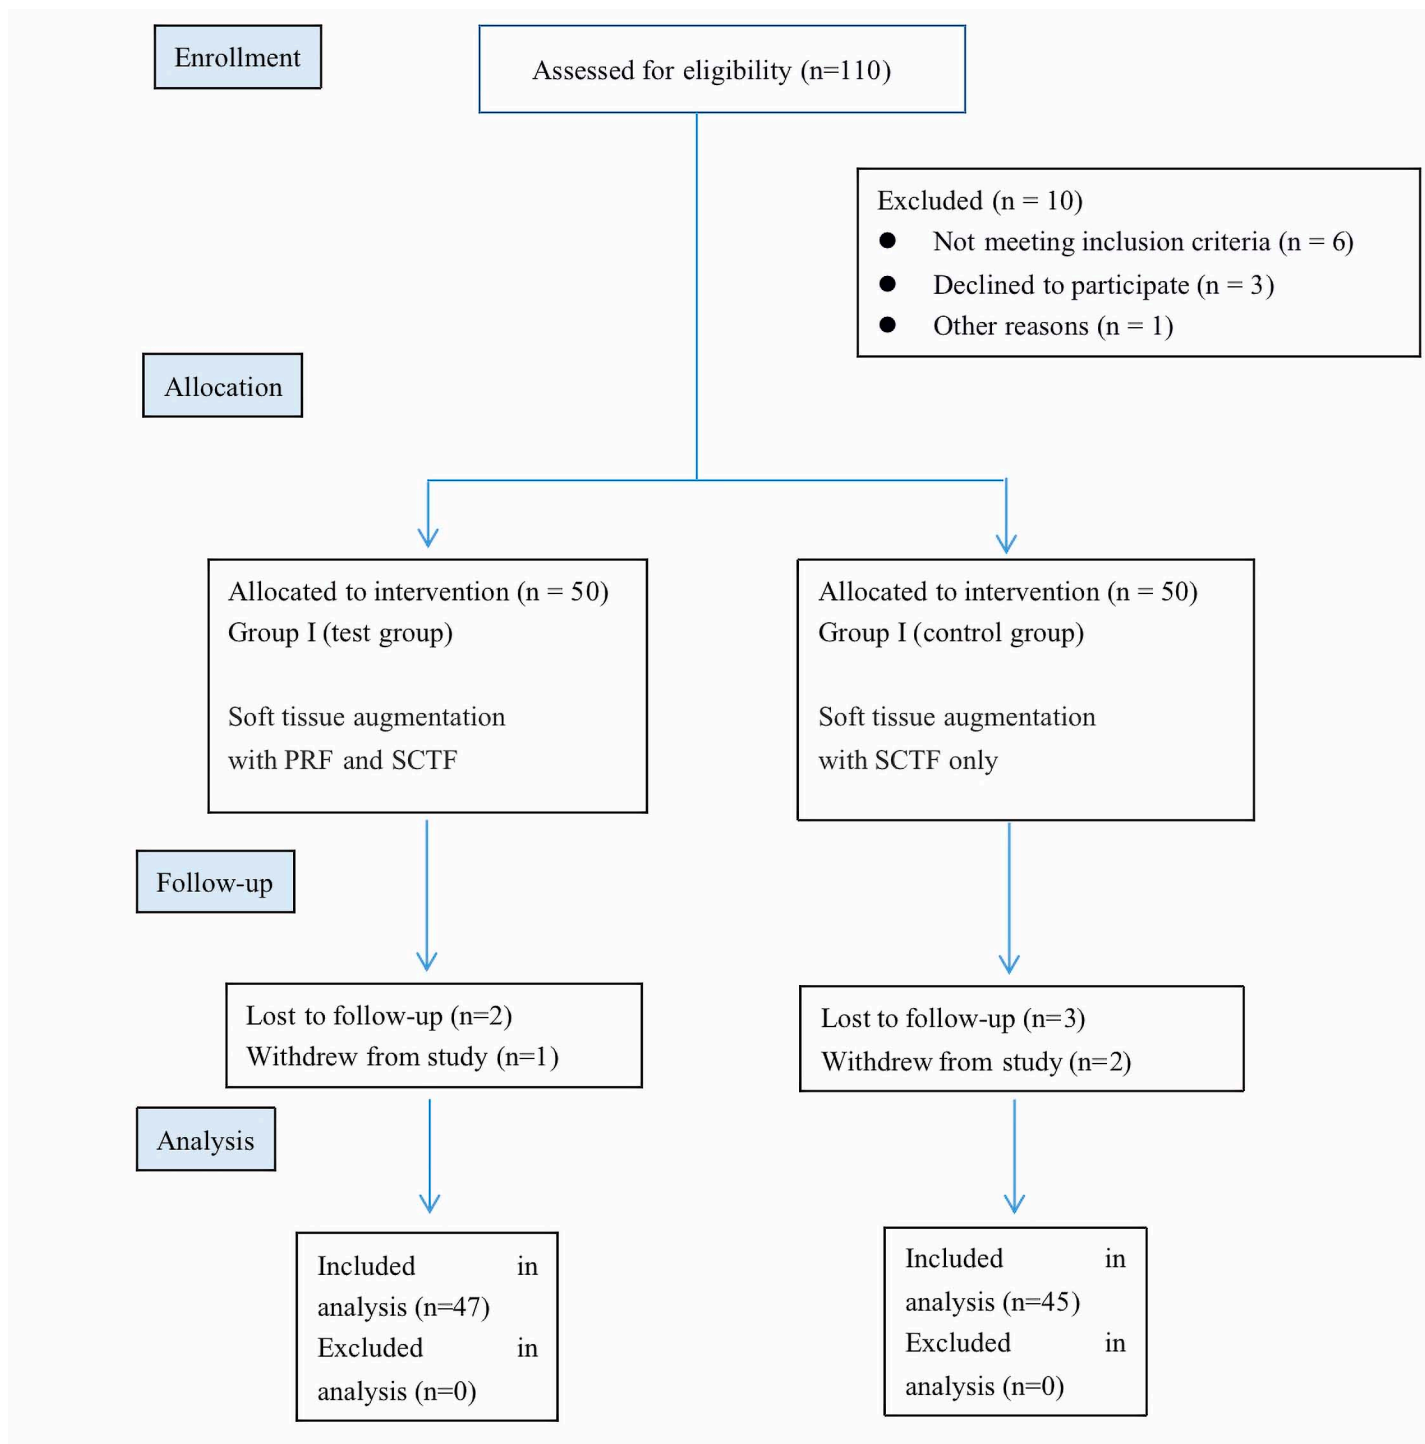 Enrollment
Assessed for eligibility (n=110)
Excluded (n = 10)
● Not meeting inclusion criteria (n = 6)
● Declined to participate (n = 3)
● Other reasons (n = 1)
Allocation
Allocated to intervention (n = 50)
Group I (test group)
Soft tissue augmentation
with PRF and SCTF
Allocated to intervention (n = 50)
Group I (control group)
Soft tissue augmentation
with SCTF only
Follow-up
Lost to follow-up (n=2)
Withdrew from study (n=1)
Lost to follow-up (n=3)
Withdrew from study (n=2)
Analysis
Included in
analysis (n=47)
Excluded in
analysis (n=0)
Included in
analysis (n=45)
Excluded in
analysis (n=0)